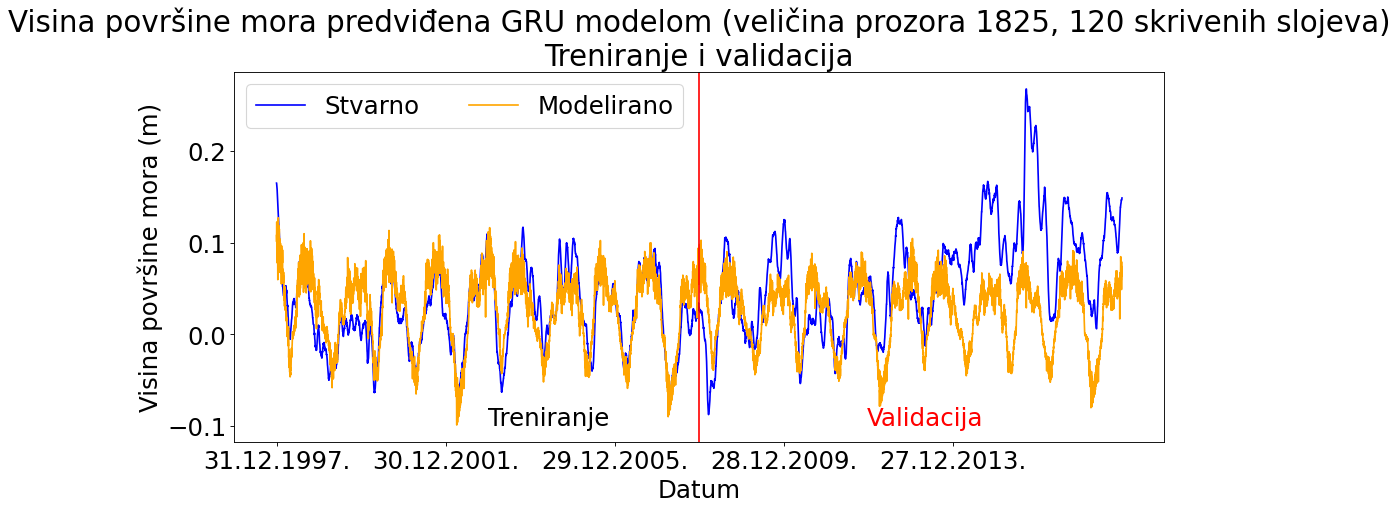 Visina površine mora predviđena GRU modelom (veličina prozora 1825, 120 skrivenih slojeva)
Treniranje i validacija
Stvarno
Modelirano
Visina površine mora (m)
0.2
0.1
0.0
−0.1
Treniranje
Validacija
31.12.1997.
30.12.2001.
29.12.2005.
28.12.2009.
27.12.2013.
Datum